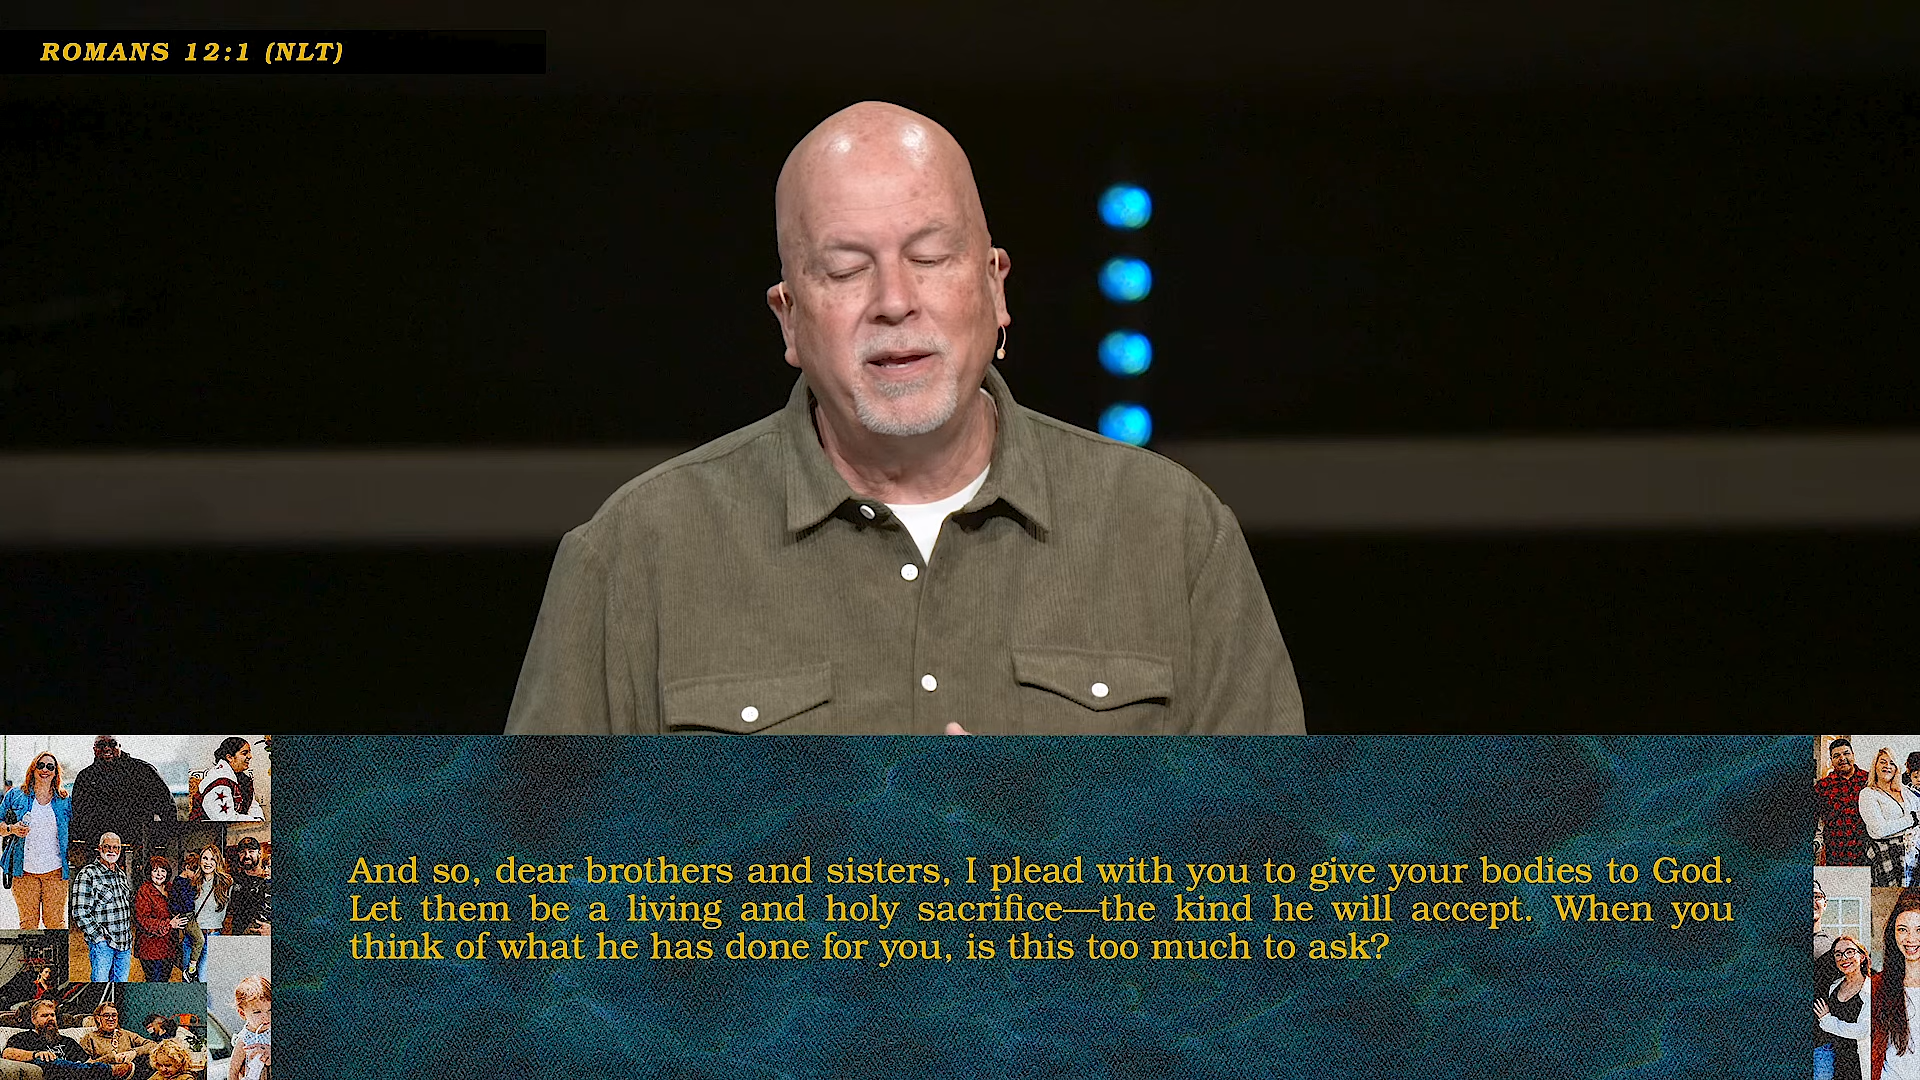 ROMANS 12:1 (NLT)
And so, dear brothers and sisters, I plead with you to give your bodies to God.
Let them be a living and holy sacrifice—the kind he will accept. When you
think of what he has done for you, is this too much to ask?